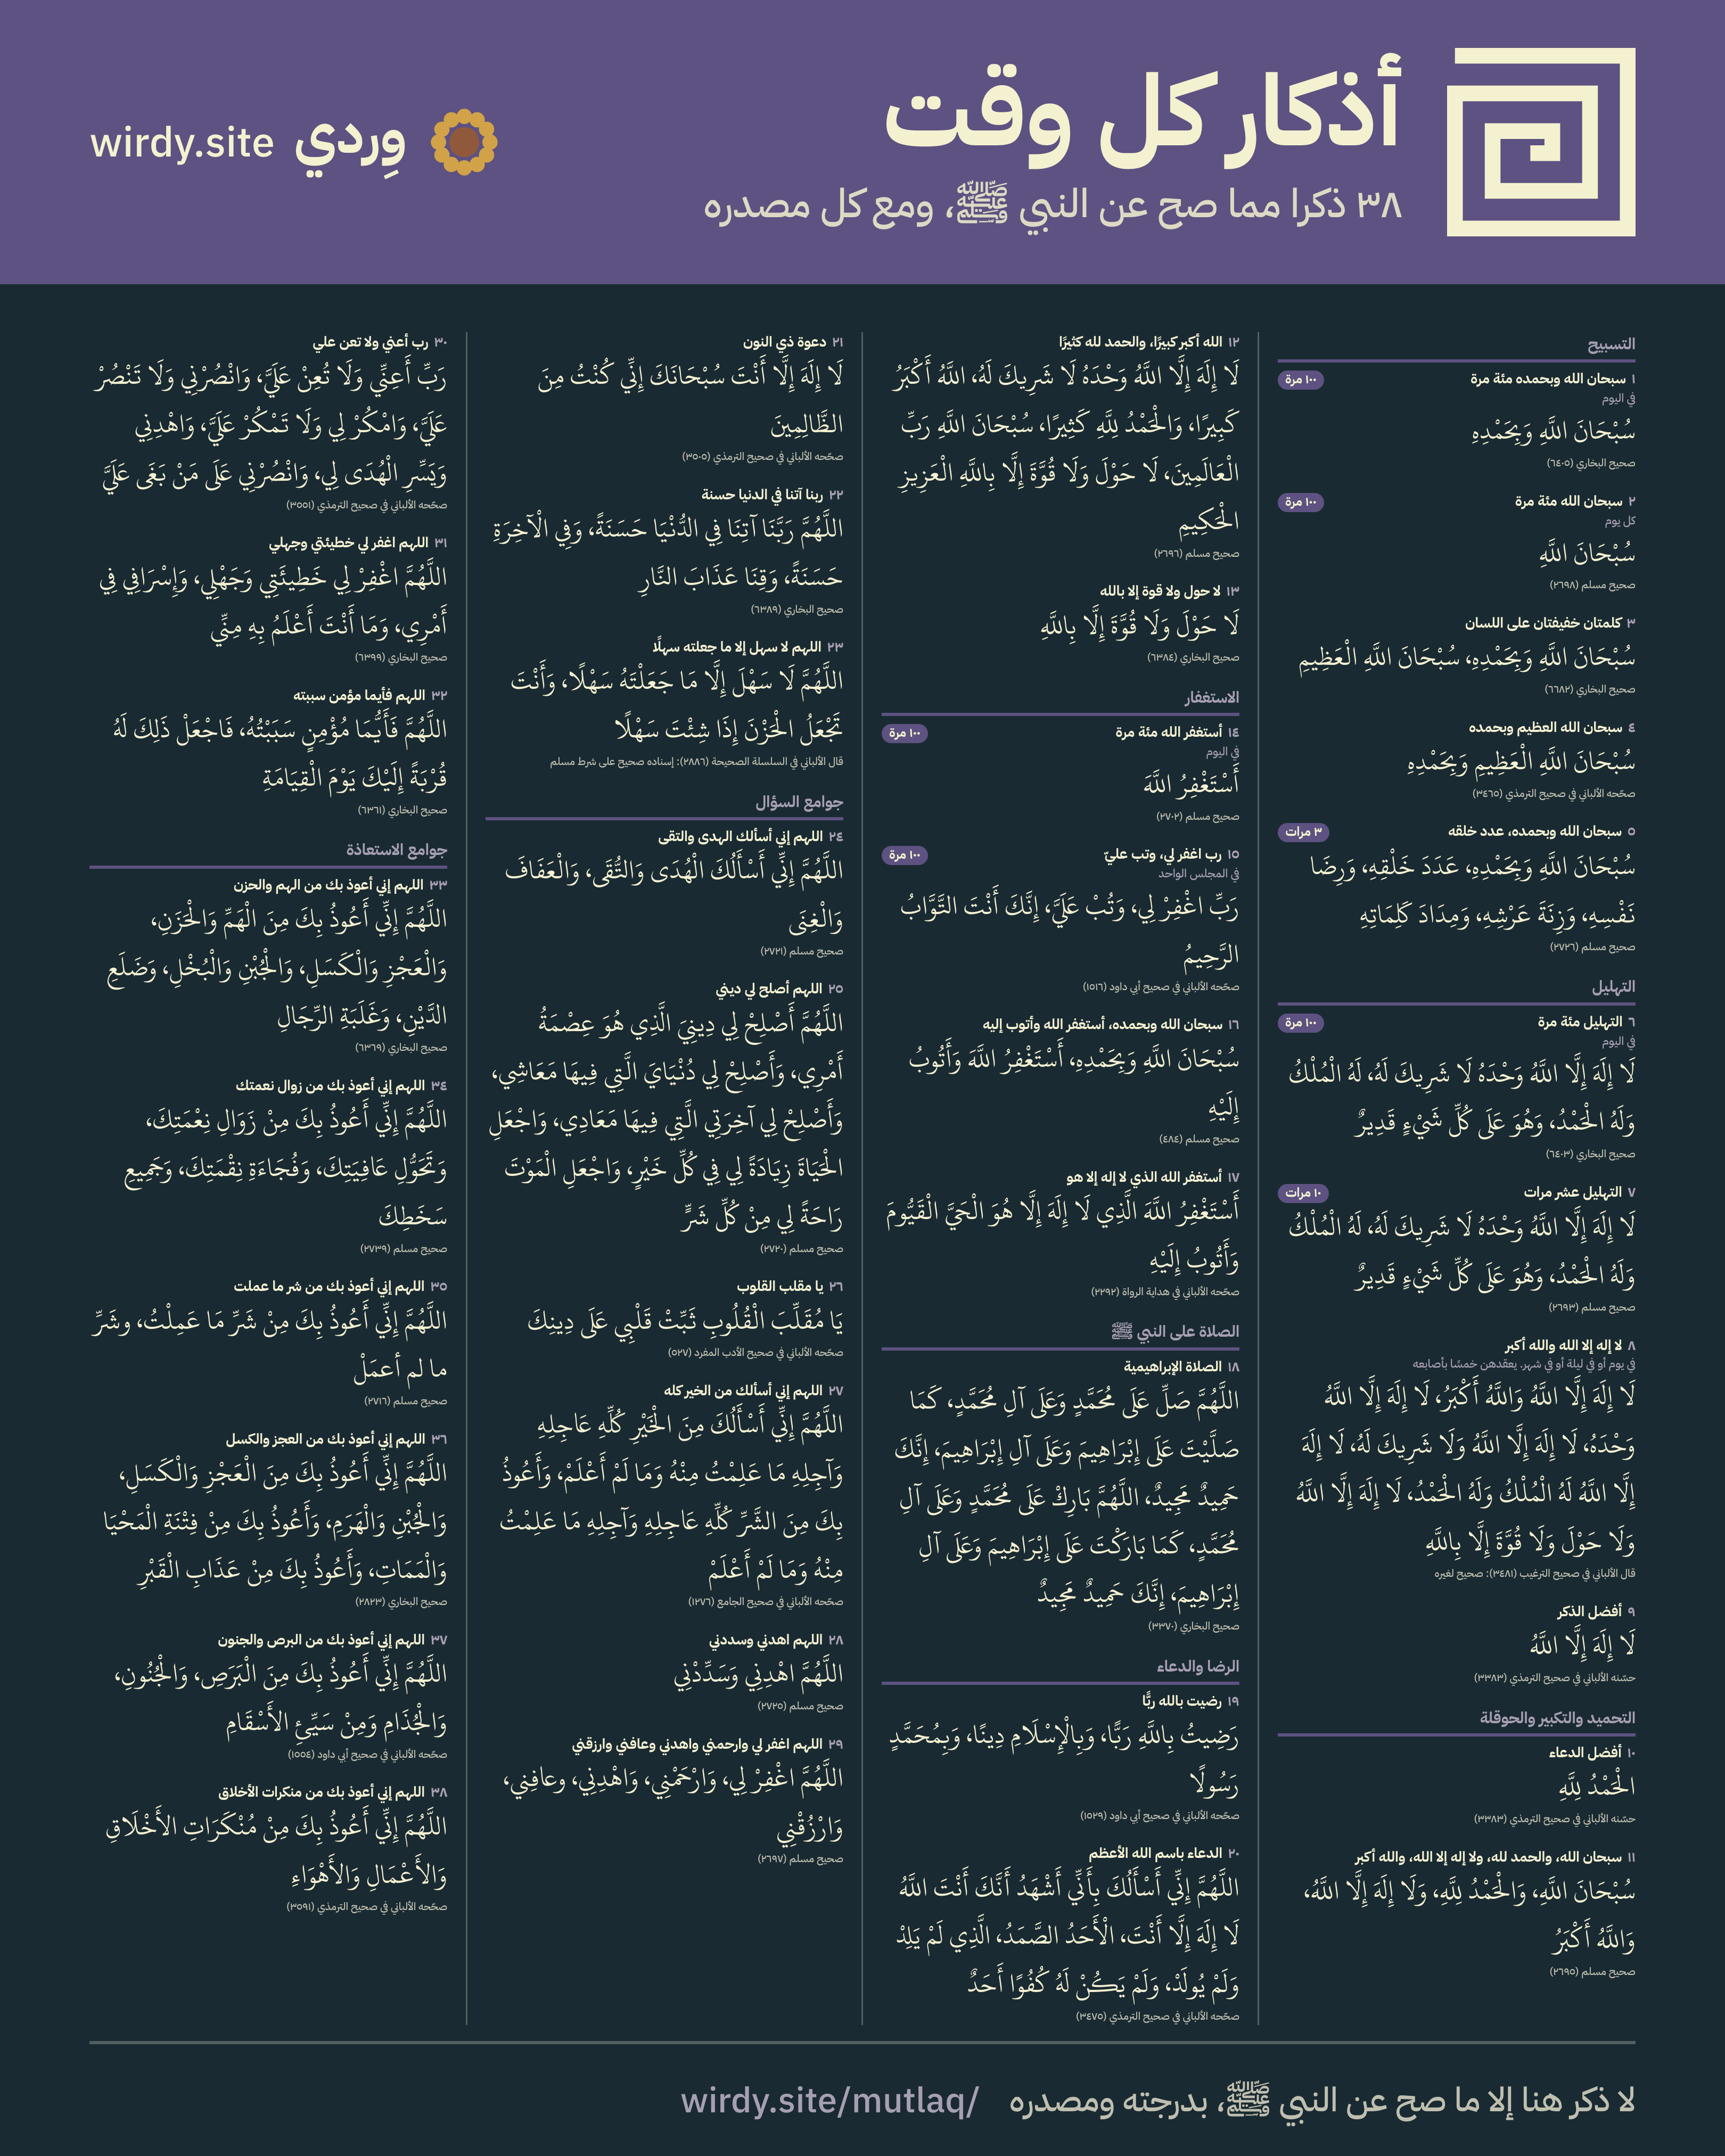 أذكار كل وقت
٣٨ ذكرا مما صح عن النبي ﷺ، ومع كل مصدره
وِردي wirdy.site
التسبيح
١ سبحان الله وبحمده مئة مرة
١٠٠ مرة
في اليوم
سُبْحَانَ اللَّهِ وَبِحَمْدِهِ
صحيح البخاري (٦٤٠٥)
٢ سبحان الله مئة مرة
١٠٠ مرة
كل يوم
سُبْحَانَ اللَّهِ
صحيح مسلم (٢٦٩٨)
٣ كلمتان خفيفتان على اللسان
سُبْحَانَ اللَّهِ وَبِحَمْدِهِ، سُبْحَانَ اللَّهِ الْعَظِيمِ
صحيح البخاري (٦٦٨٢)
٤ سبحان الله العظيم وبحمده
سُبْحَانَ اللَّهِ الْعَظِيمِ وَبِحَمْدِهِ
صححه الألباني في صحيح الترمذي (٣٤٦٥)
٥ سبحان الله وبحمده، عدد خلقه
٣ مرات
سُبْحَانَ اللَّهِ وَبِحَمْدِهِ، عَدَدَ خَلْقِهِ، وَرِضَا
نَفْسِهِ، وَزِنَةَ عَرْشِهِ، وَمِدَادَ كَلِمَاتِهِ
صحيح مسلم (٢٧٢٦)
التهليل
٦ التهليل مئة مرة
١٠٠ مرة
في اليوم
لَا إِلَهَ إِلَّا اللَّهُ وَحْدَهُ لَا شَرِيكَ لَهُ، لَهُ الْمُلْكُ
وَلَهُ الْحَمْدُ، وَهُوَ عَلَى كُلِّ شَيْءٍ قَدِيرٌ
صحيح البخاري (٦٤٠٣)
٧ التهليل عشر مرات
١٠ مرات
لَا إِلَهَ إِلَّا اللَّهُ وَحْدَهُ لَا شَرِيكَ لَهُ، لَهُ الْمُلْكُ
وَلَهُ الْحَمْدُ، وَهُوَ عَلَى كُلِّ شَيْءٍ قَدِيرٌ
صحيح مسلم (٢٦٩٣)
٨ لا إله إلا الله والله أكبر
في يوم أو في ليلة أو في شهر، يعقدهن خمسًا بأصابعه
لَا إِلَهَ إِلَّا اللَّهُ وَاللَّهُ أَكْبَرُ، لَا إِلَهَ إِلَّا اللَّهُ
وَحْدَهُ، لَا إِلَهَ إِلَّا اللَّهُ وَلَا شَرِيكَ لَهُ، لَا إِلَهَ
إِلَّا اللَّهُ لَهُ الْمُلْكُ وَلَهُ الْحَمْدُ، لَا إِلَهَ إِلَّا اللَّهُ
وَلَا حَوْلَ وَلَا قُوَّةَ إِلَّا بِاللَّهِ
قال الألباني في صحيح الترغيب (٣٤٨١): صحيح لغيره
٩ أفضل الذكر
لَا إِلَهَ إِلَّا اللَّهُ
حسّنه الألباني في صحيح الترمذي (٣٣٨٣)
التحميد والتكبير والحوقلة
١٠ أفضل الدعاء
الْحَمْدُ لِلَّهِ
حسّنه الألباني في صحيح الترمذي (٣٣٨٣)
١١ سبحان الله، والحمد لله، ولا إله إلا الله، والله أكبر
سُبْحَانَ اللَّهِ، وَالْحَمْدُ لِلَّهِ، وَلَا إِلَهَ إِلَّا اللَّهُ،
وَاللَّهُ أَكْبَرُ
صحيح مسلم (٢٦٩٥)
١٢ الله أكبر كبيرًا، والحمد لله كثيرًا
لَا إِلَهَ إِلَّا اللَّهُ وَحْدَهُ لَا شَرِيكَ لَهُ، اللَّهُ أَكْبَرُ
كَبِيرًا، وَالْحَمْدُ لِلَّهِ كَثِيرًا، سُبْحَانَ اللَّهِ رَبِّ
الْعَالَمِينَ، لَا حَوْلَ وَلَا قُوَّةَ إِلَّا بِاللَّهِ الْعَزِيزِ
الْحَكِيمِ
صحيح مسلم (٢٦٩٦)
١٣ لا حول ولا قوة إلا بالله
لَا حَوْلَ وَلَا قُوَّةَ إِلَّا بِاللَّهِ
صحيح البخاري (٦٣٨٤)
الاستغفار
١٤ أستغفر الله مئة مرة
١٠٠ مرة
في اليوم
أَسْتَغْفِرُ اللَّهَ
صحيح مسلم (٢٧٠٢)
١٥ رب اغفر لي، وتب عليّ
١٠٠ مرة
في المجلس الواحد
رَبِّ اغْفِرْ لِي، وَتُبْ عَلَيَّ، إِنَّكَ أَنْتَ التَّوَّابُ
الرَّحِيمُ
صححه الألباني في صحيح أبي داود (١٥١٦)
١٦ سبحان الله وبحمده، أستغفر الله وأتوب إليه
سُبْحَانَ اللَّهِ وَبِحَمْدِهِ، أَسْتَغْفِرُ اللَّهَ وَأَتُوبُ
إِلَيْهِ
صحيح مسلم (٤٨٤)
١٧ أستغفر الله الذي لا إله إلا هو
أَسْتَغْفِرُ اللَّهَ الَّذِي لَا إِلَهَ إِلَّا هُوَ الْحَيَّ الْقَيُّومَ
وَأَتُوبُ إِلَيْهِ
صححه الألباني في هداية الرواة (٢٢٩٢)
الصلاة على النبي ﷺ
١٨ الصلاة الإبراهيمية
اللَّهُمَّ صَلِّ عَلَى مُحَمَّدٍ وَعَلَى آلِ مُحَمَّدٍ، كَمَا
صَلَّيْتَ عَلَى إِبْرَاهِيمَ وَعَلَى آلِ إِبْرَاهِيمَ، إِنَّكَ
حَمِيدٌ مَجِيدٌ، اللَّهُمَّ بَارِكْ عَلَى مُحَمَّدٍ وَعَلَى آلِ
مُحَمَّدٍ، كَمَا بَارَكْتَ عَلَى إِبْرَاهِيمَ وَعَلَى آلِ
إِبْرَاهِيمَ، إِنَّكَ حَمِيدٌ مَجِيدٌ
صحيح البخاري (٣٣٧٠)
الرضا والدعاء
١٩ رضيت بالله ربًّا
رَضِيتُ بِاللَّهِ رَبًّا، وَبِالْإِسْلَامِ دِينًا، وَبِمُحَمَّدٍ
رَسُولًا
صححه الألباني في صحيح أبي داود (١٥٢٩)
٢٠ الدعاء باسم الله الأعظم
اللَّهُمَّ إِنِّي أَسْأَلُكَ بِأَنِّي أَشْهَدُ أَنَّكَ أَنْتَ اللَّهُ
لَا إِلَهَ إِلَّا أَنْتَ، الْأَحَدُ الصَّمَدُ، الَّذِي لَمْ يَلِدْ
وَلَمْ يُولَدْ، وَلَمْ يَكُنْ لَهُ كُفُوًا أَحَدٌ
صححه الألباني في صحيح الترمذي (٣٤٧٥)
٢١ دعوة ذي النون
لَا إِلَهَ إِلَّا أَنْتَ سُبْحَانَكَ إِنِّي كُنْتُ مِنَ
الظَّالِمِينَ
صححه الألباني في صحيح الترمذي (٣٥٠٥)
٢٢ ربنا آتنا في الدنيا حسنة
اللَّهُمَّ رَبَّنَا آتِنَا فِي الدُّنْيَا حَسَنَةً، وَفِي الْآخِرَةِ
حَسَنَةً، وَقِنَا عَذَابَ النَّارِ
صحيح البخاري (٦٣٨٩)
٢٣ اللهم لا سهل إلا ما جعلته سهلًا
اللَّهُمَّ لَا سَهْلَ إِلَّا مَا جَعَلْتَهُ سَهْلًا، وَأَنْتَ
تَجْعَلُ الْحَزْنَ إِذَا شِئْتَ سَهْلًا
قال الألباني في السلسلة الصحيحة (٢٨٨٦): إسناده صحيح على شرط مسلم
جوامع السؤال
٢٤ اللهم إني أسألك الهدى والتقى
اللَّهُمَّ إِنِّي أَسْأَلُكَ الْهُدَى وَالتُّقَى، وَالْعَفَافَ
وَالْغِنَى
صحيح مسلم (٢٧٢١)
٢٥ اللهم أصلح لي ديني
اللَّهُمَّ أَصْلِحْ لِي دِينِيَ الَّذِي هُوَ عِصْمَةُ
أَمْرِي، وَأَصْلِحْ لِي دُنْيَايَ الَّتِي فِيهَا مَعَاشِي،
وَأَصْلِحْ لِي آخِرَتِي الَّتِي فِيهَا مَعَادِي، وَاجْعَلِ
الْحَيَاةَ زِيَادَةً لِي فِي كُلِّ خَيْرٍ، وَاجْعَلِ الْمَوْتَ
رَاحَةً لِي مِنْ كُلِّ شَرٍّ
صحيح مسلم (٢٧٢٠)
٢٦ يا مقلب القلوب
يَا مُقَلِّبَ الْقُلُوبِ ثَبِّتْ قَلْبِي عَلَى دِينِكَ
صححه الألباني في صحيح الأدب المفرد (٥٢٧)
٢٧ اللهم إني أسألك من الخير كله
اللَّهُمَّ إِنِّي أَسْأَلُكَ مِنَ الْخَيْرِ كُلِّهِ عَاجِلِهِ
وَآجِلِهِ مَا عَلِمْتُ مِنْهُ وَمَا لَمْ أَعْلَمْ، وَأَعُوذُ
بِكَ مِنَ الشَّرِّ كُلِّهِ عَاجِلِهِ وَآجِلِهِ مَا عَلِمْتُ
مِنْهُ وَمَا لَمْ أَعْلَمْ
صححه الألباني في صحيح الجامع (١٢٧٦)
٢٨ اللهم اهدني وسددني
اللَّهُمَّ اهْدِنِي وَسَدِّدْنِي
صحيح مسلم (٢٧٢٥)
٢٩ اللهم اغفر لي وارحمني واهدني وعافني وارزقني
اللَّهُمَّ اغْفِرْ لِي، وَارْحَمْنِي، وَاهْدِنِي، وعافِني،
وَارْزُقْنِي
صحيح مسلم (٢٦٩٧)
٣٠ رب أعني ولا تعن علي
رَبِّ أَعِنِّي وَلَا تُعِنْ عَلَيَّ، وَانْصُرْنِي وَلَا تَنْصُرْ
عَلَيَّ، وَامْكُرْ لِي وَلَا تَمْكُرْ عَلَيَّ، وَاهْدِنِي
وَيَسِّرِ الْهُدَى لِي، وَانْصُرْنِي عَلَى مَنْ بَغَى عَلَيَّ
صححه الألباني في صحيح الترمذي (٣٥٥١)
٣١ اللهم اغفر لي خطيئتي وجهلي
اللَّهُمَّ اغْفِرْ لِي خَطِيئَتِي وَجَهْلِي، وَإِسْرَافِي فِي
أَمْرِي، وَمَا أَنْتَ أَعْلَمُ بِهِ مِنِّي
صحيح البخاري (٦٣٩٩)
٣٢ اللهم فأيما مؤمن سببته
اللَّهُمَّ فَأَيُّمَا مُؤْمِنٍ سَبَبْتُهُ، فَاجْعَلْ ذَلِكَ لَهُ
قُرْبَةً إِلَيْكَ يَوْمَ الْقِيَامَةِ
صحيح البخاري (٦٣٦١)
جوامع الاستعاذة
٣٣ اللهم إني أعوذ بك من الهم والحزن
اللَّهُمَّ إِنِّي أَعُوذُ بِكَ مِنَ الْهَمِّ وَالْحَزَنِ،
وَالْعَجْزِ وَالْكَسَلِ، وَالْجُبْنِ وَالْبُخْلِ، وَضَلَعِ
الدَّيْنِ، وَغَلَبَةِ الرِّجَالِ
صحيح البخاري (٦٣٦٩)
٣٤ اللهم إني أعوذ بك من زوال نعمتك
اللَّهُمَّ إِنِّي أَعُوذُ بِكَ مِنْ زَوَالِ نِعْمَتِكَ،
وَتَحَوُّلِ عَافِيَتِكَ، وَفُجَاءَةِ نِقْمَتِكَ، وَجَمِيعِ
سَخَطِكَ
صحيح مسلم (٢٧٣٩)
٣٥ اللهم إني أعوذ بك من شر ما عملت
اللَّهُمَّ إِنِّي أَعُوذُ بِكَ مِنْ شَرِّ مَا عَمِلْتُ، وشَرِّ
ما لم أعمَلْ
صحيح مسلم (٢٧١٦)
٣٦ اللهم إني أعوذ بك من العجز والكسل
اللَّهُمَّ إِنِّي أَعُوذُ بِكَ مِنَ الْعَجْزِ وَالْكَسَلِ،
وَالْجُبْنِ وَالْهَرَمِ، وَأَعُوذُ بِكَ مِنْ فِتْنَةِ الْمَحْيَا
وَالْمَمَاتِ، وَأَعُوذُ بِكَ مِنْ عَذَابِ الْقَبْرِ
صحيح البخاري (٢٨٢٣)
٣٧ اللهم إني أعوذ بك من البرص والجنون
اللَّهُمَّ إِنِّي أَعُوذُ بِكَ مِنَ الْبَرَصِ، وَالْجُنُونِ،
وَالْجُذَامِ وَمِنْ سَيِّئِ الأَسْقَامِ
صححه الألباني في صحيح أبي داود (١٥٥٤)
٣٨ اللهم إني أعوذ بك من منكرات الأخلاق
اللَّهُمَّ إِنِّي أَعُوذُ بِكَ مِنْ مُنْكَرَاتِ الأَخْلَاقِ
وَالأَعْمَالِ وَالأَهْوَاءِ
صححه الألباني في صحيح الترمذي (٣٥٩١)
لا ذكر هنا إلا ما صح عن النبي ﷺ، بدرجته ومصدره wirdy.site/mutlaq/